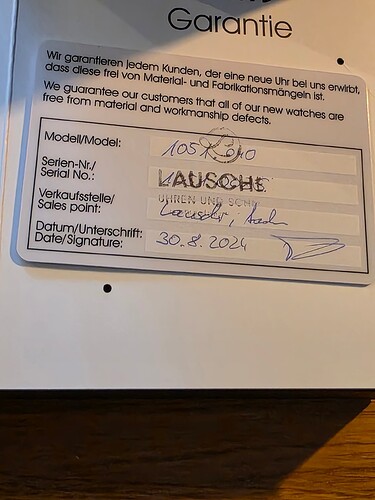 Garantie
Wir garantieren jedem Kunden, der eine neue Uhr bei uns erwirbt,
dass diese frei von Material- und Fabrikationsmängeln ist.
We guarantee our customers that all of our new watches are
free from material and workmanship defects.
Modell/Model:
Serien-Nr./
Serial No.:
LAUSCHE
UHREN UND SCH
Verkaufsstelle/
Sales point:
Datum/Unterschrift:
Date/Signature:
30.8.2024